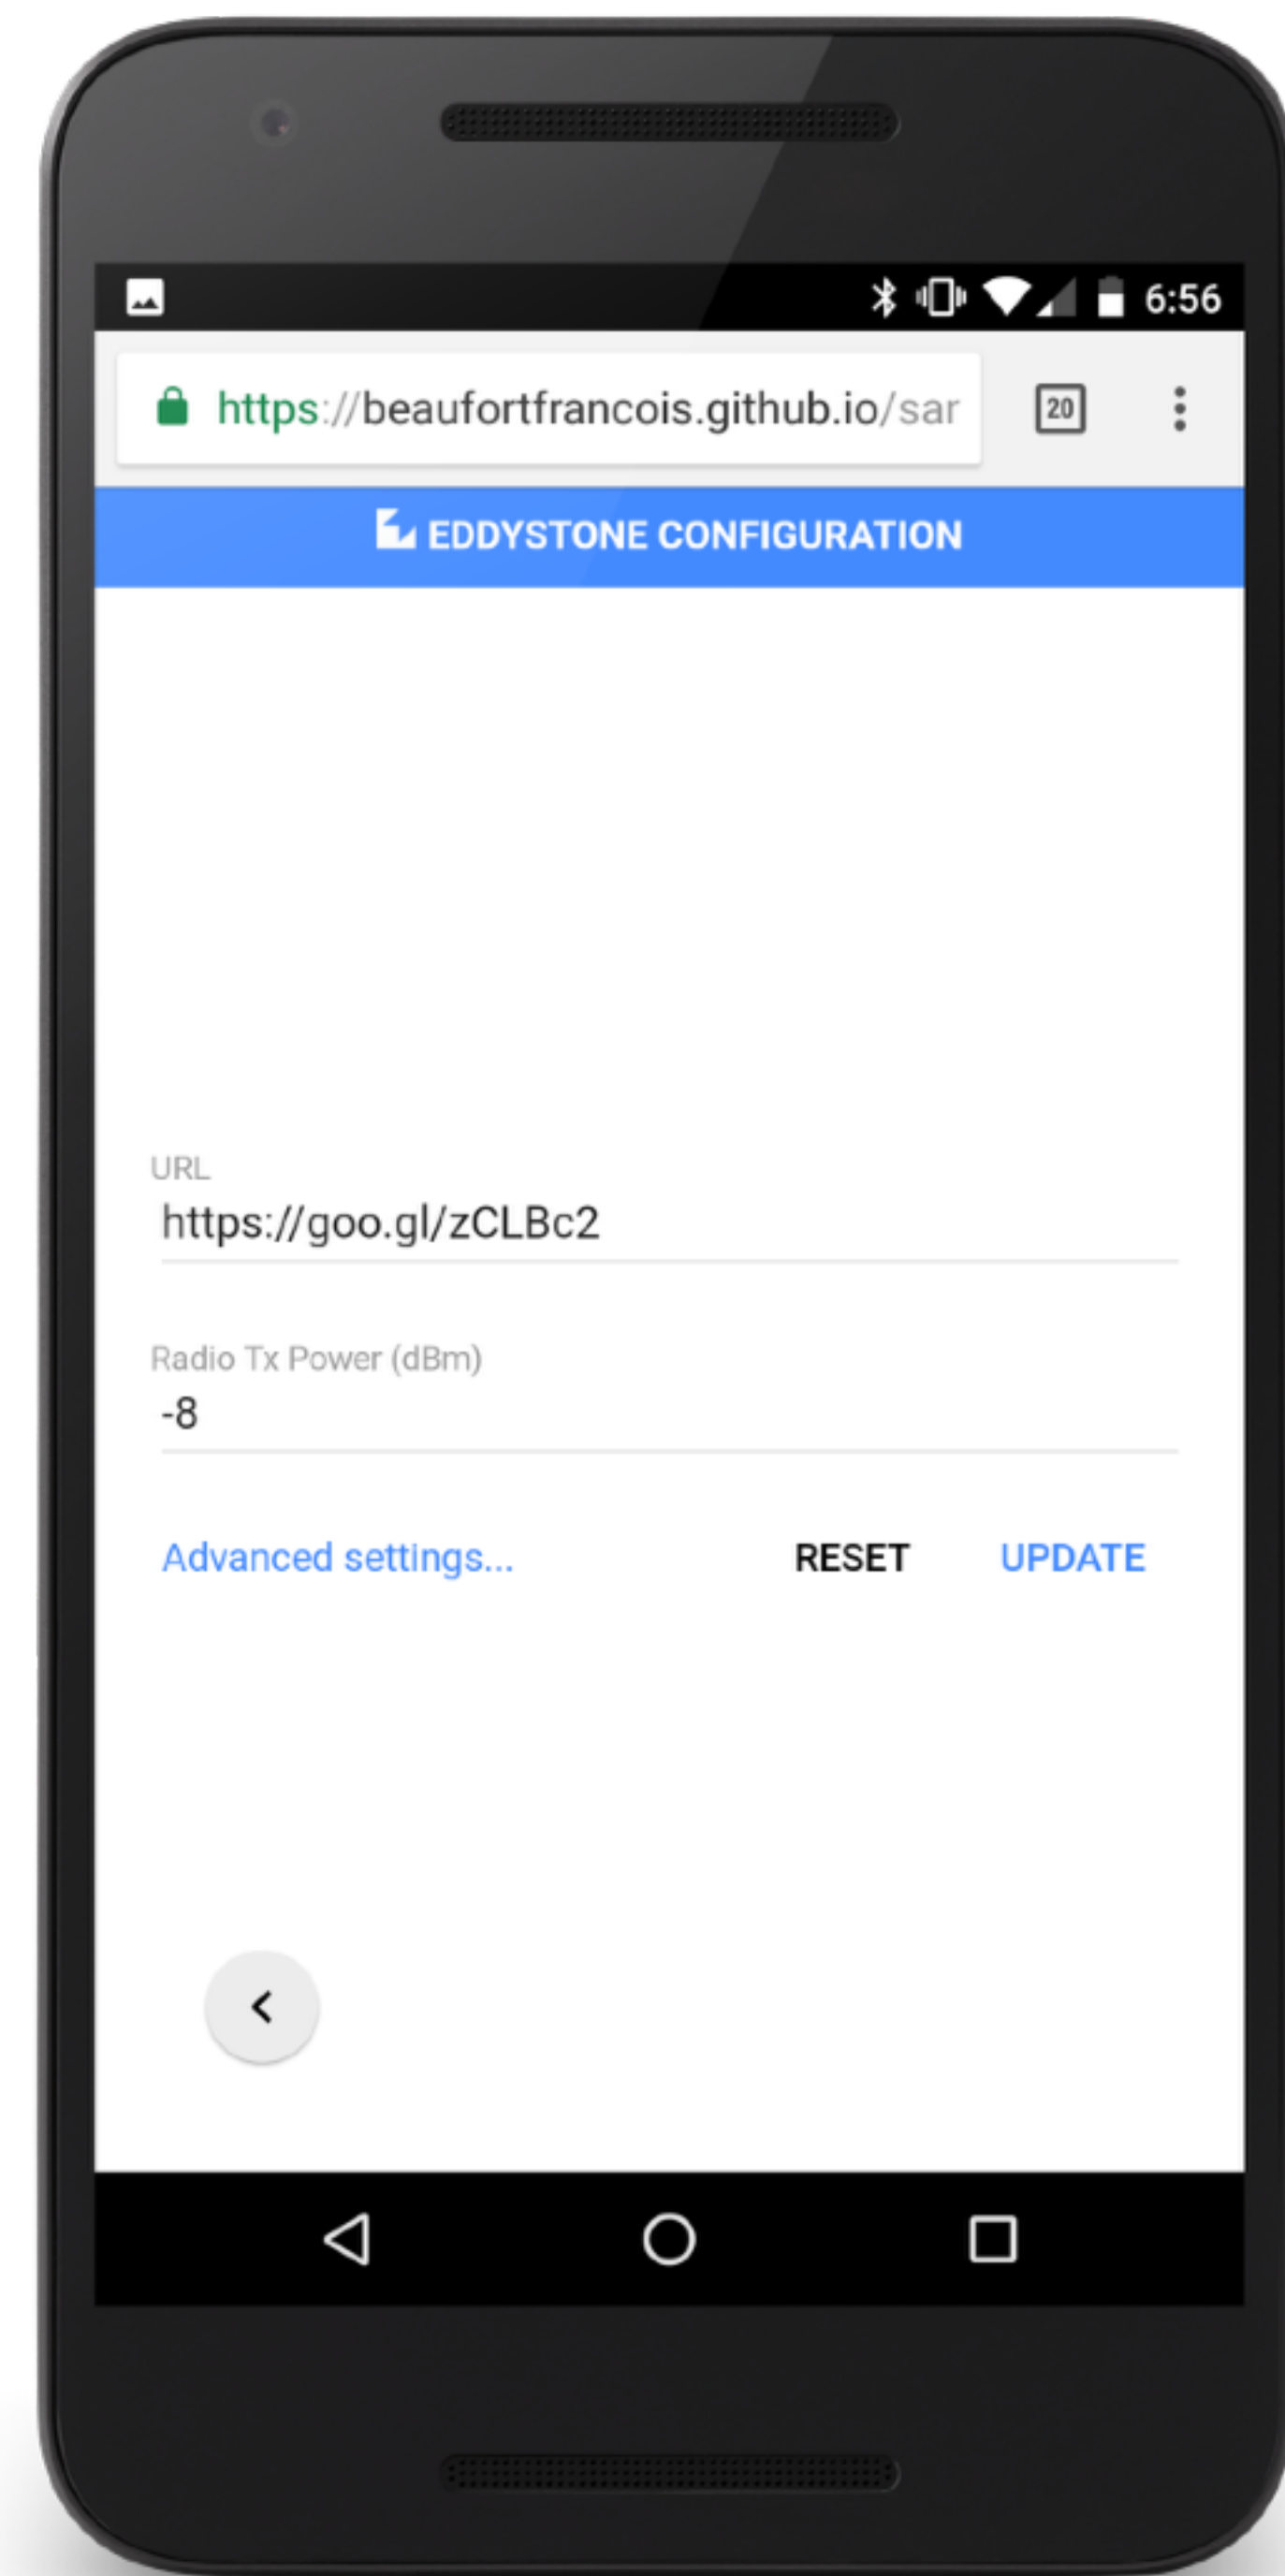 6:56
https://beaufortfrancois.github.io/sar
20
EDDYSTONE CONFIGURATION
URL
https://goo.gl/zCLBc2
Radio Tx Power (dBm)
-8
Advanced settings... RESET UPDATE